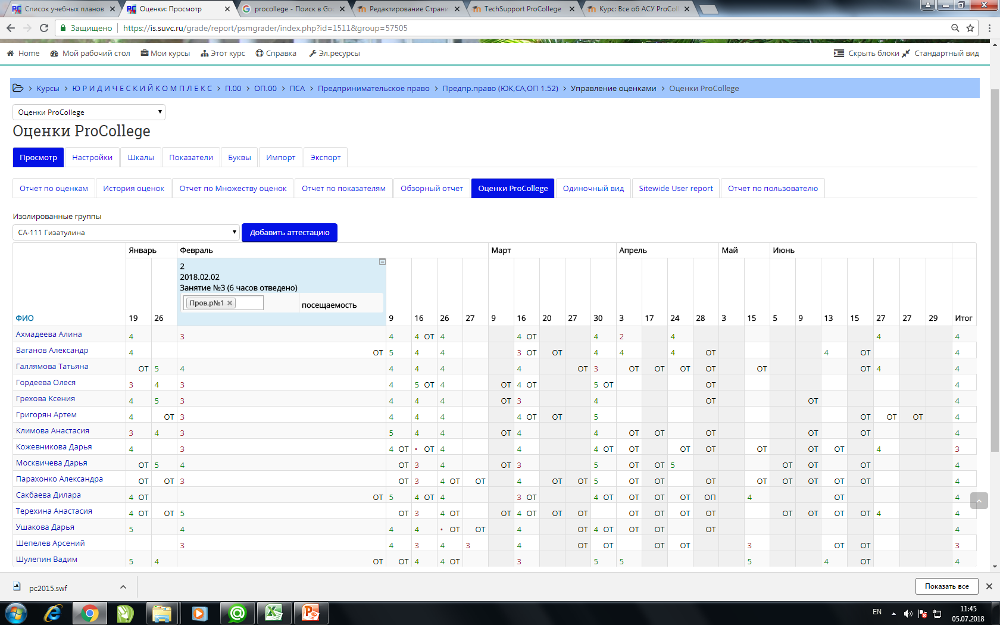 Список учебных планов
Оценки: Просмотр
procollege - Поиск в Goo
Редактирование Страни
TechSupport ProCollege
Курс: Все об АСУ ProColl
Защищено
https://is.suvc.ru/grade/report/psmgrader/index.php?id=1511&group=57505
Home Мой рабочий стол Мои курсы Этот курс Справка Эл.ресурсы Скрыть блоки Стандартный вид
Курсы › Ю Р И Д И Ч Е С К И Й К О М П Л Е К С › П.00 › ОП.00 › ПСА › Предпринимательское право › Предпр.право (ЮК,СА,ОП 1.52) › Управление оценками › Оценки ProCollege
Оценки ProCollege
Оценки ProCollege
Просмотр Настройки Шкалы Показатели Буквы Импорт Экспорт
Отчет по оценкам История оценок Отчет по Множеству оценок Отчет по показателям Обзорный отчет Оценки ProCollege Одиночный вид Sitewide User report Отчет по пользователю
Изолированные группы
СА-111 Гизатулина Добавить аттестацию
Январь Февраль Март Апрель Май Июнь
2
2018.02.02
Занятие №3 (6 часов отведено)
Пров.р№1 × посещаемость
ФИО 19 26 9 16 26 27 9 16 20 27 30 3 17 24 28 3 15 5 9 13 15 27 27 29 Итог
Ахмадеева Алина 4 3 4 4 ОТ 4 4 ОТ 4 2 4 4 4
Ваганов Александр 4 ОТ 5 4 4 3 ОТ ОТ 4 4 4 ОТ 4 ОТ 4
Галлямова Татьяна ОТ 5 4 4 4 4 4 ОТ 3 ОТ ОТ ОТ ОТ ОТ ОТ 4 4
Гордеева Олеся 3 4 3 4 5 ОТ 4 ОТ 4 ОТ 5 ОТ ОТ 4
Грехова Ксения 4 5 3 4 4 4 ОТ 3 4 ОТ ОТ 4
Григорян Артем 4 ОТ 3 4 4 4 4 ОТ ОТ 5 ОТ ОТ ОТ 4
Климова Анастасия 3 4 3 5 4 4 ОТ 4 4 ОТ ОТ ОТ ОТ ОТ 4
Кожевникова Дарья 4 3 4 ОТ • ОТ 4 4 4 ОТ ОТ ОТ ОТ ОТ ОТ ОТ 4 3
Москвичева Дарья ОТ 5 4 ОТ 3 4 ОТ 3 5 ОТ ОТ 5 ОТ ОТ ОТ 4
Парахонко Александра ОТ ОТ 3 ОТ 3 4 ОТ ОТ 4 ОТ ОТ 5 ОТ ОТ ОТ ОТ ОТ ОТ ОТ ОТ 4
Сакбаева Дилара 4 ОТ ОТ 5 4 ОТ 4 3 ОТ 4 ОТ ОТ ОТ ОТ ОП 4 ОТ 4
Терехина Анастасия 4 ОТ ОТ 5 ОТ 3 4 ОТ ОТ 4 ОТ ОТ ОТ ОТ ОТ ОТ ОТ ОТ ОТ ОТ ОТ 4 4
Ушакова Дарья 5 4 4 4 • ОТ ОТ 4 ОТ 4 ОТ ОТ ОТ ОТ 4
Шепелев Арсений 3 4 3 4 3 4 ОТ ОТ ОТ ОТ 3 ОТ ОТ 3
Шулепин Вадим 5 4 ОТ ОТ 4 4 ОТ 3 5 5 5 4 ОТ 4
pc2015.swf Показать все
EN 11:45
05.07.2018